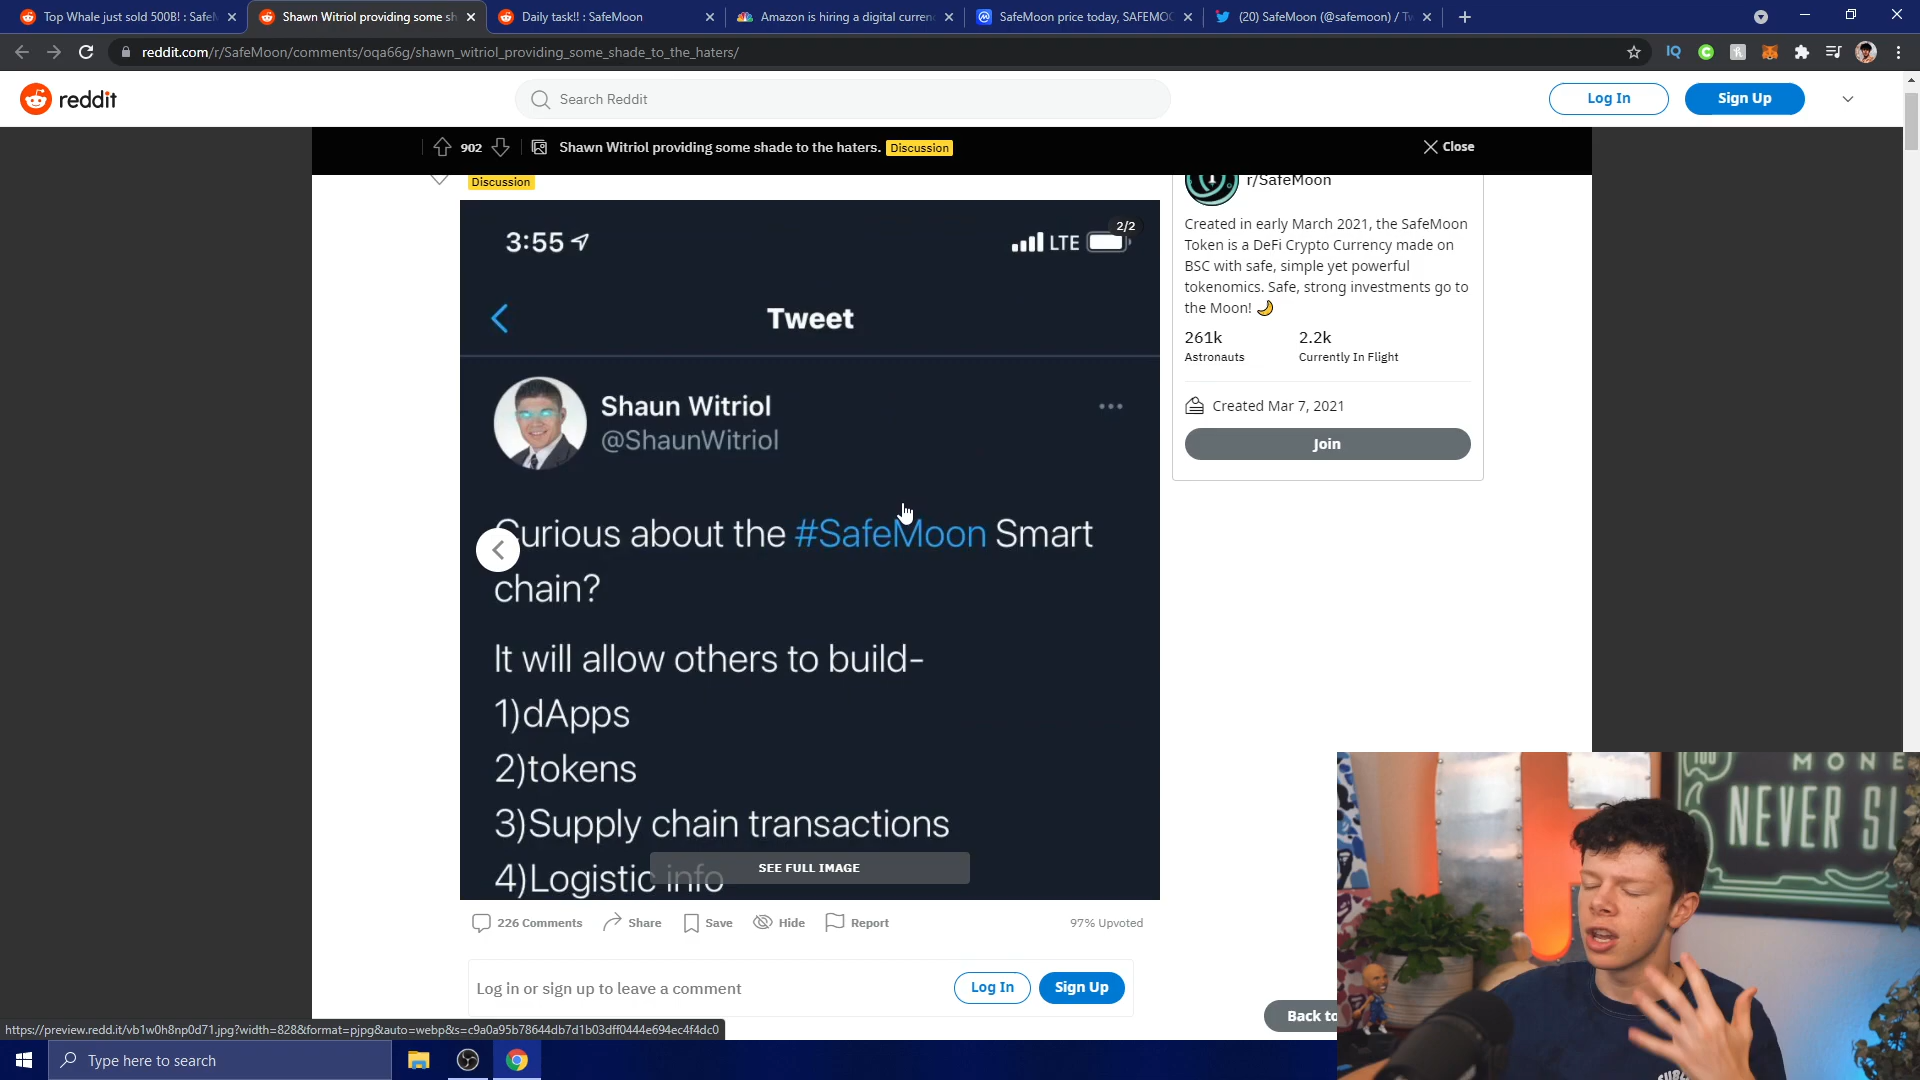 Top Whale just sold 500B! : SafeM
Shawn Witriol providing some sh
Daily task!! : SafeMoon
Amazon is hiring a digital curren
SafeMoon price today, SAFEMOO
(20) SafeMoon (@safemoon) / Tw
reddit.com/r/SafeMoon/comments/oqa66g/shawn_witriol_providing_some_shade_to_the_haters/
IQ
reddit
Search Reddit
Log In
Sign Up
902
Shawn Witriol providing some shade to the haters.
Discussion
Close
Discussion
r/SafeMoon
Created in early March 2021, the SafeMoon
Token is a DeFi Crypto Currency made on
BSC with safe, simple yet powerful
tokenomics. Safe, strong investments go to
the Moon! 🌙
261k
2.2k
Astronauts
Currently In Flight
Created Mar 7, 2021
Join
3:55
LTE
2/2
Tweet
Shaun Witriol
@ShaunWitriol
Curious about the #SafeMoon Smart
chain?
It will allow others to build-
1)dApps
2)tokens
3)Supply chain transactions
4)Logistic info
SEE FULL IMAGE
226 Comments
Share
Save
Hide
Report
97% Upvoted
Log in or sign up to leave a comment
Log In
Sign Up
Back to
https://preview.redd.it/vb1w0h8np0d71.jpg?width=828&format=pjpg&auto=webp&s=c9a0a95b78644db7d1b03dff0444e694ec4f4dc0
Type here to search
100
MONE
NEVER SL